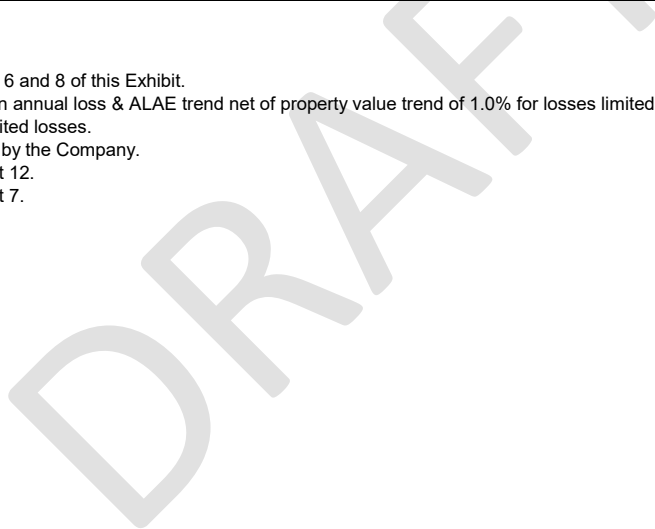 6 and 8 of this Exhibit.
n annual loss & ALAE trend net of property value trend of 1.0% for losses limited
ited losses.
by the Company.
t 12.
t 7.
DRAFT